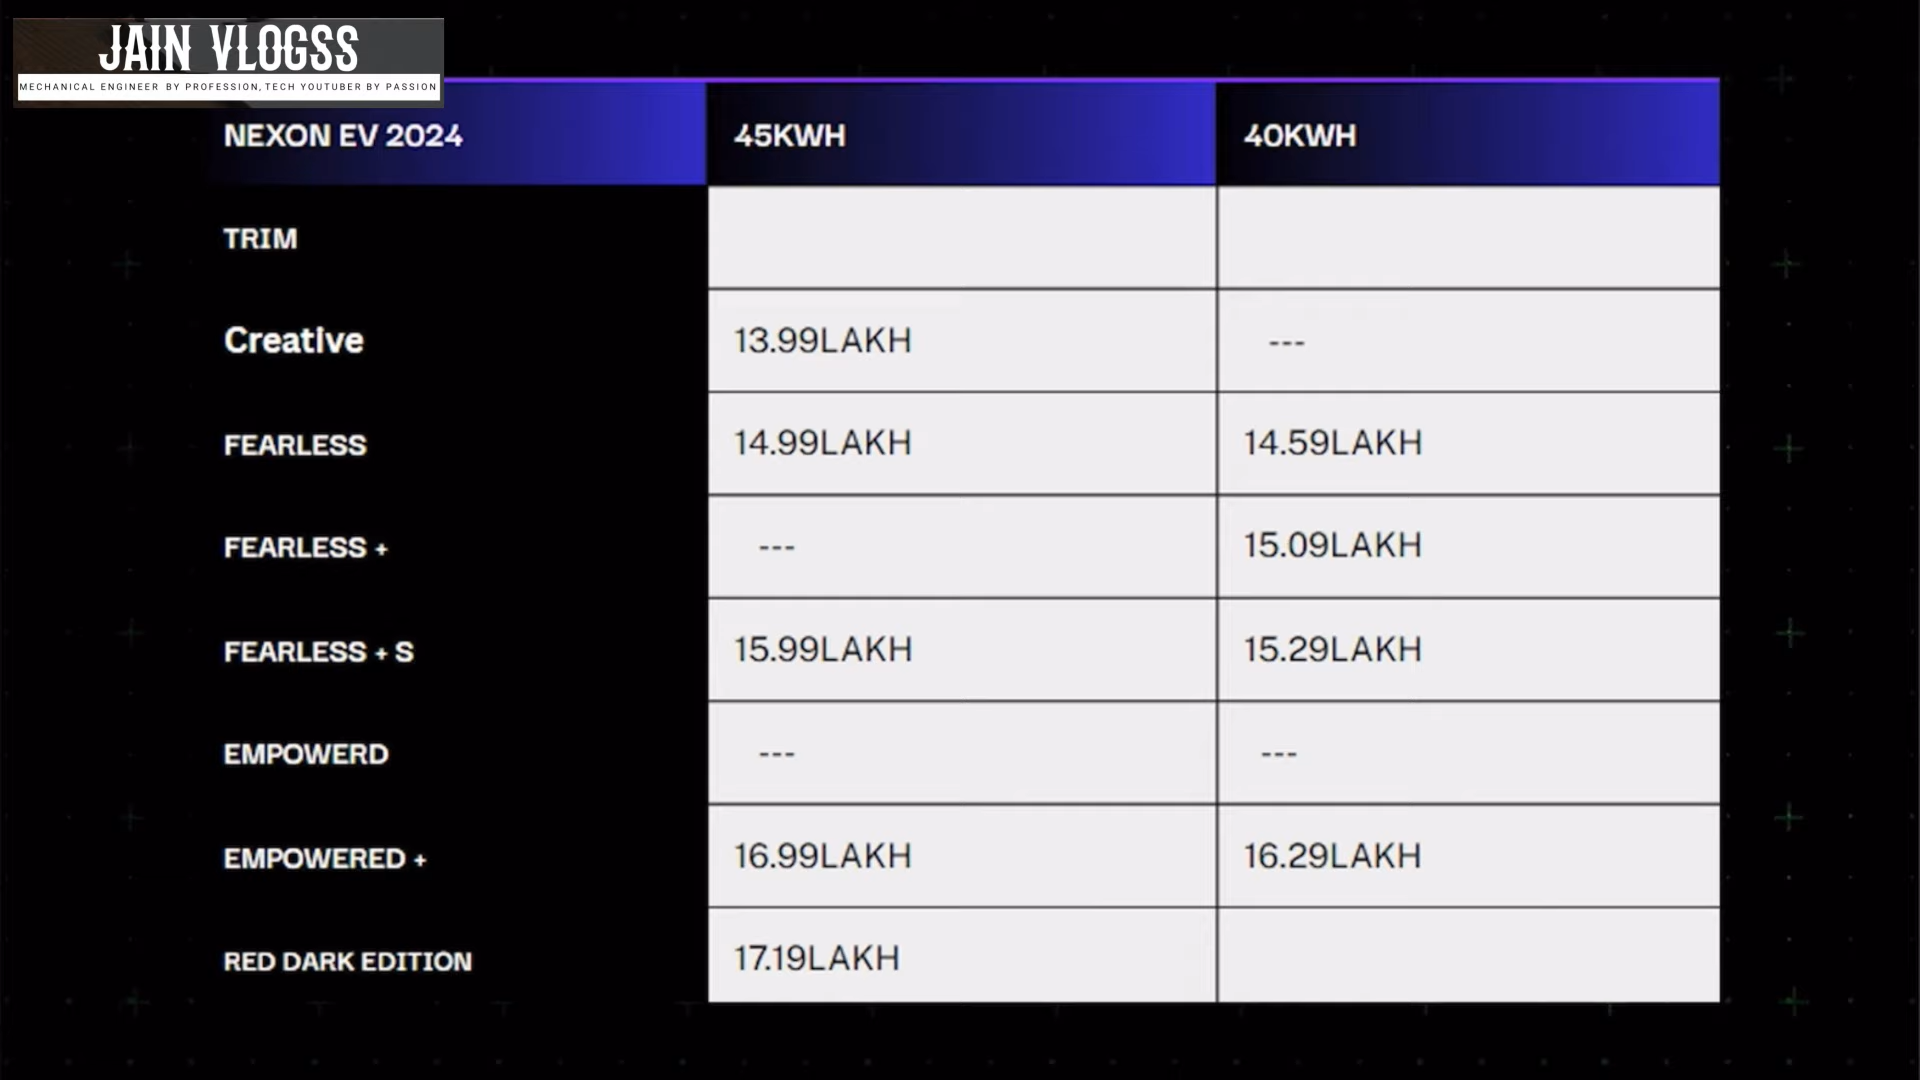 JAIN VLOGSS
MECHANICAL ENGINEER BY PROFESSION, TECH YOUTUBER BY PASSION
NEXON EV 2024 45KWH 40KWH
TRIM
Creative 13.99LAKH ---
FEARLESS 14.99LAKH 14.59LAKH
FEARLESS + --- 15.09LAKH
FEARLESS + S 15.99LAKH 15.29LAKH
EMPOWERD --- ---
EMPOWERED + 16.99LAKH 16.29LAKH
RED DARK EDITION 17.19LAKH